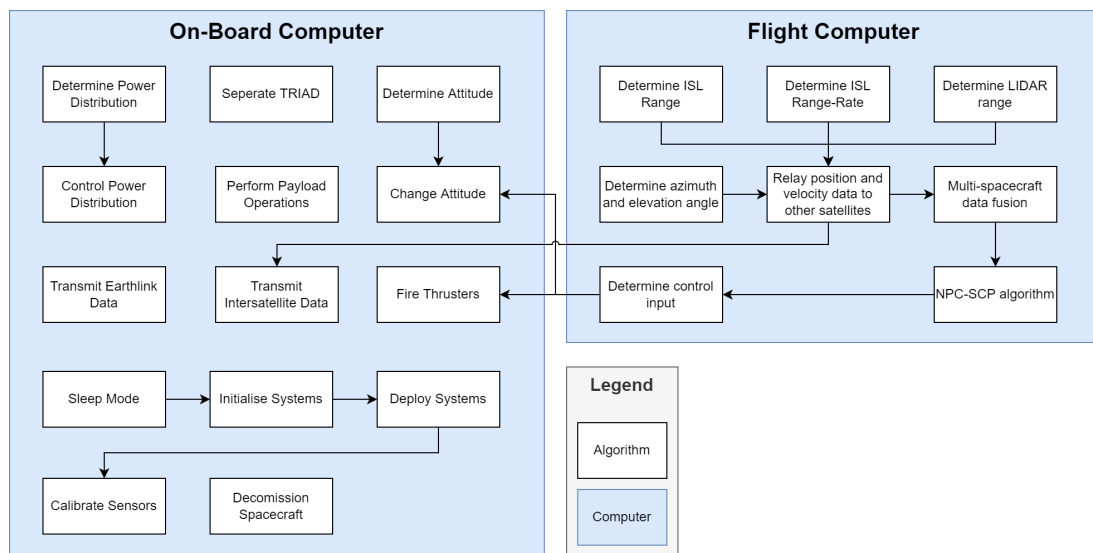 On-Board Computer
Determine Power
Distribution
Seperate TRIAD
Determine Attitude
Control Power
Distribution
Perform Payload
Operations
Change Attitude
Transmit Earthlink
Data
Transmit
Intersatellite Data
Fire Thrusters
Sleep Mode
Initialise Systems
Deploy Systems
Calibrate Sensors
Decomission
Spacecraft
Flight Computer
Determine ISL
Range
Determine ISL
Range-Rate
Determine LIDAR
range
Determine azimuth
and elevation angle
Relay position and
velocity data to
other satellites
Multi-spacecraft
data fusion
Determine control
input
NPC-SCP algorithm
Legend
Algorithm
Computer